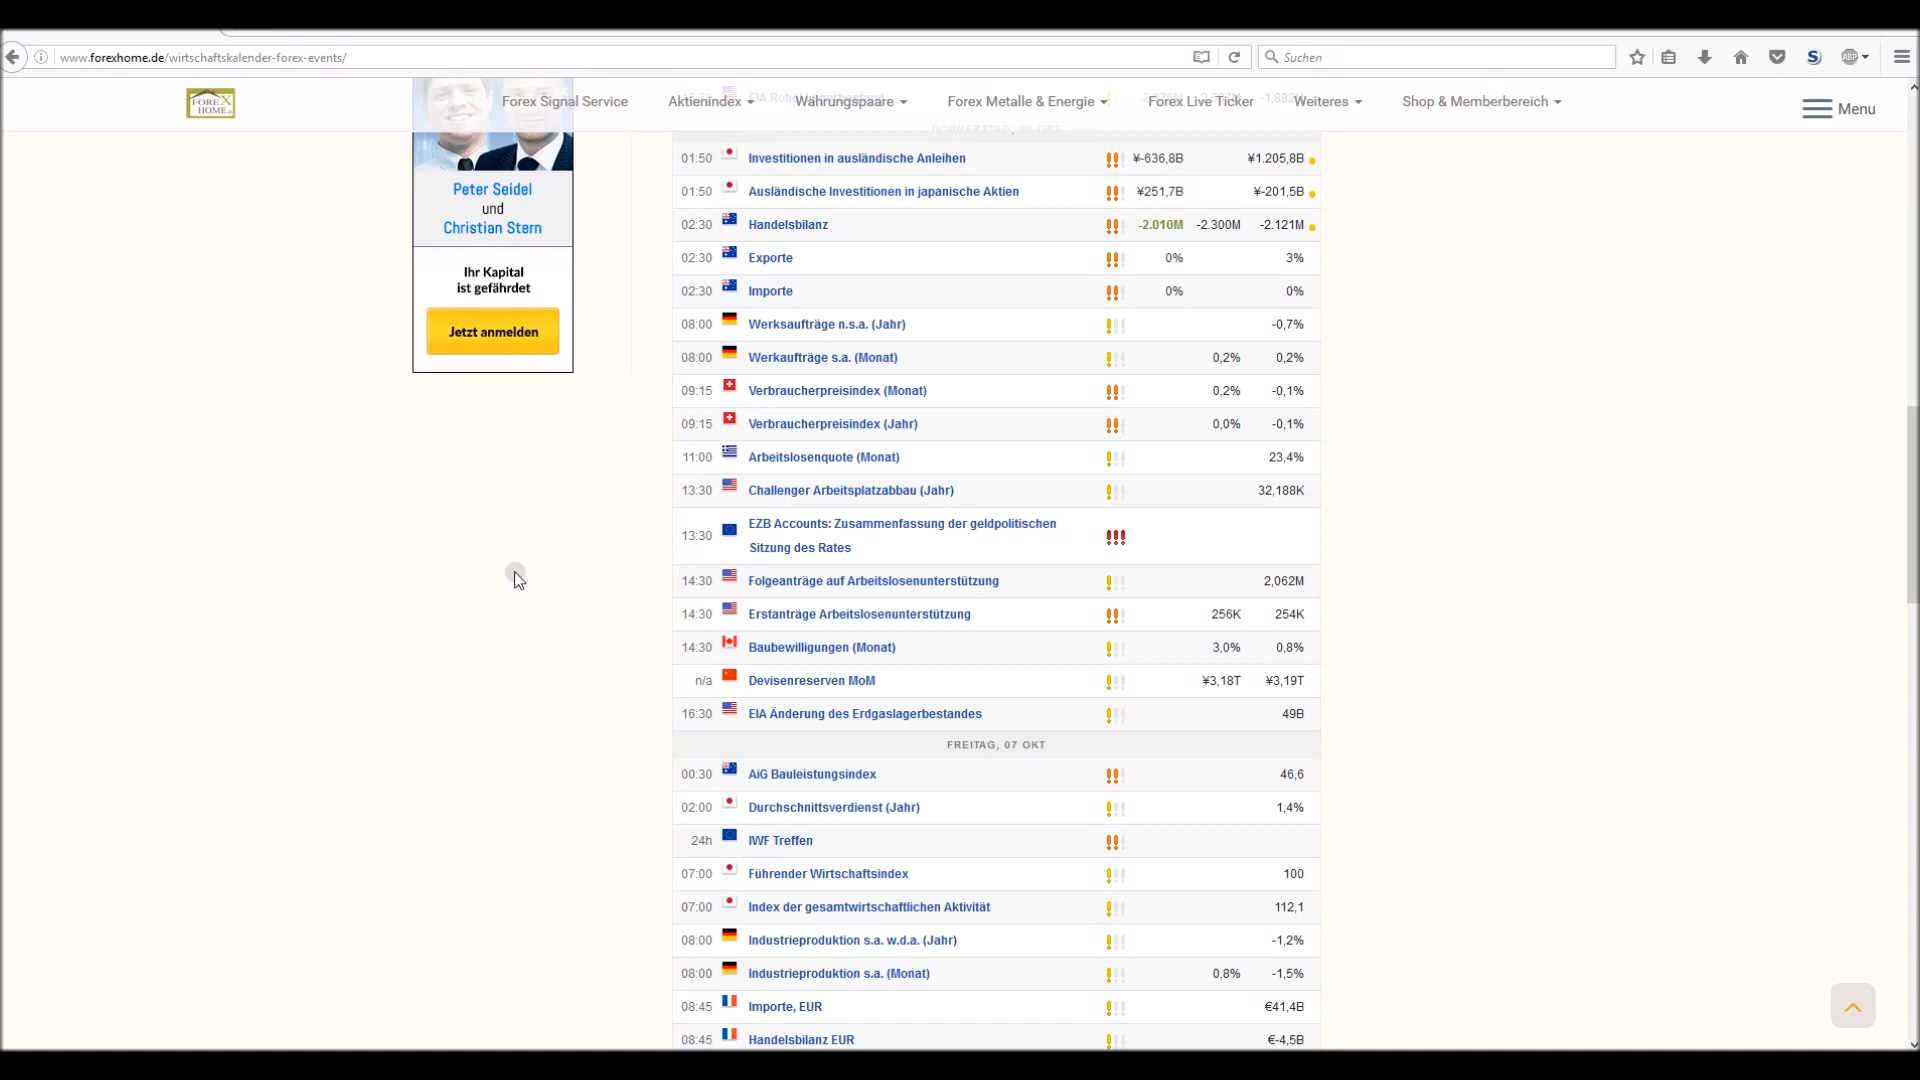 www.forexhome.de/wirtschaftskalender-forex-events/
Suchen
ABP
FOREX
HOME
Forex Signal Service
Aktienindex
Währungspaare
Forex Metalle & Energie
Forex Live Ticker
Weiteres
Shop & Memberbereich
Menu
Peter Seidel
und
Christian Stern
Ihr Kapital
ist gefährdet
Jetzt anmelden
DONNERSTAG, 06 OKT
01:50 Investitionen in ausländische Anleihen ¥-636,8B ¥1.205,8B
01:50 Ausländische Investitionen in japanische Aktien ¥251,7B ¥-201,5B
02:30 Handelsbilanz -2.010M -2.300M -2.121M
02:30 Exporte 0% 3%
02:30 Importe 0% 0%
08:00 Werksaufträge n.s.a. (Jahr) -0,7%
08:00 Werkaufträge s.a. (Monat) 0,2% 0,2%
09:15 Verbraucherpreisindex (Monat) 0,2% -0,1%
09:15 Verbraucherpreisindex (Jahr) 0,0% -0,1%
11:00 Arbeitslosenquote (Monat) 23,4%
13:30 Challenger Arbeitsplatzabbau (Jahr) 32,188K
13:30 EZB Accounts: Zusammenfassung der geldpolitischen
Sitzung des Rates
14:30 Folgeanträge auf Arbeitslosenunterstützung 2,062M
14:30 Erstanträge Arbeitslosenunterstützung 256K 254K
14:30 Baubewilligungen (Monat) 3,0% 0,8%
n/a Devisenreserven MoM ¥3,18T ¥3,19T
16:30 EIA Änderung des Erdgaslagerbestandes 49B
FREITAG, 07 OKT
00:30 AiG Bauleistungsindex 46,6
02:00 Durchschnittsverdienst (Jahr) 1,4%
24h IWF Treffen
07:00 Führender Wirtschaftsindex 100
07:00 Index der gesamtwirtschaftlichen Aktivität 112,1
08:00 Industrieproduktion s.a. w.d.a. (Jahr) -1,2%
08:00 Industrieproduktion s.a. (Monat) 0,8% -1,5%
08:45 Importe, EUR €41,4B
08:45 Handelsbilanz EUR €-4,5B